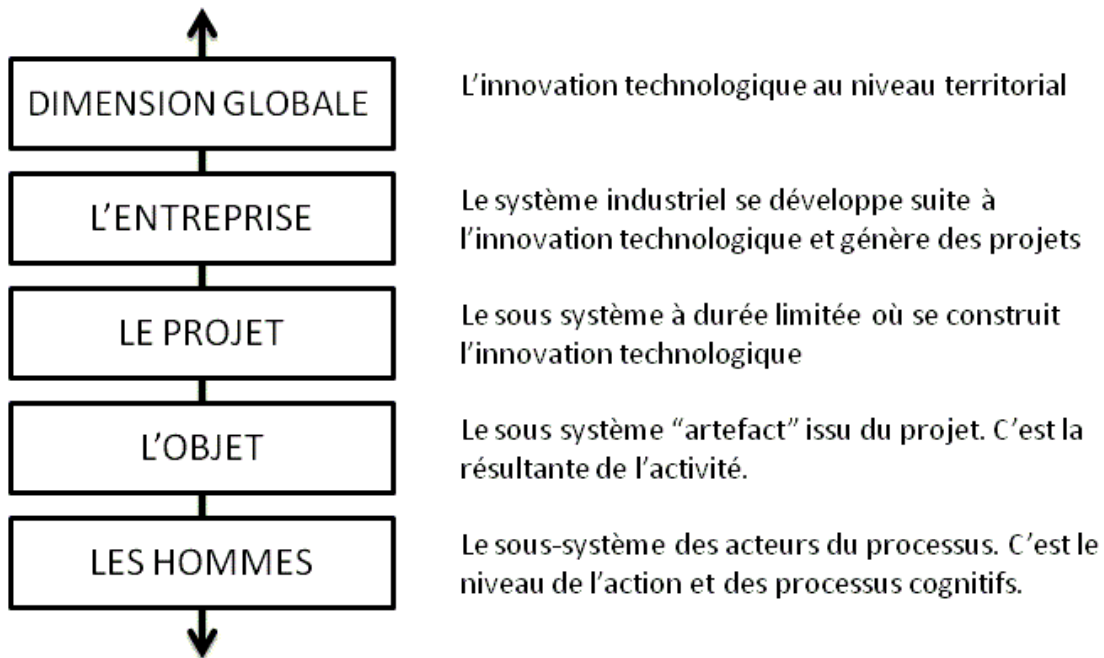 DIMENSION GLOBALE
L'innovation technologique au niveau territorial
L'ENTREPRISE
Le système industriel se développe suite à
l'innovation technologique et génère des projets
LE PROJET
Le sous système à durée limitée où se construit
l'innovation technologique
L'OBJET
Le sous système “artefact” issu du projet. C'est la
résultante de l'activité.
LES HOMMES
Le sous-système des acteurs du processus. C'est le
niveau de l'action et des processus cognitifs.